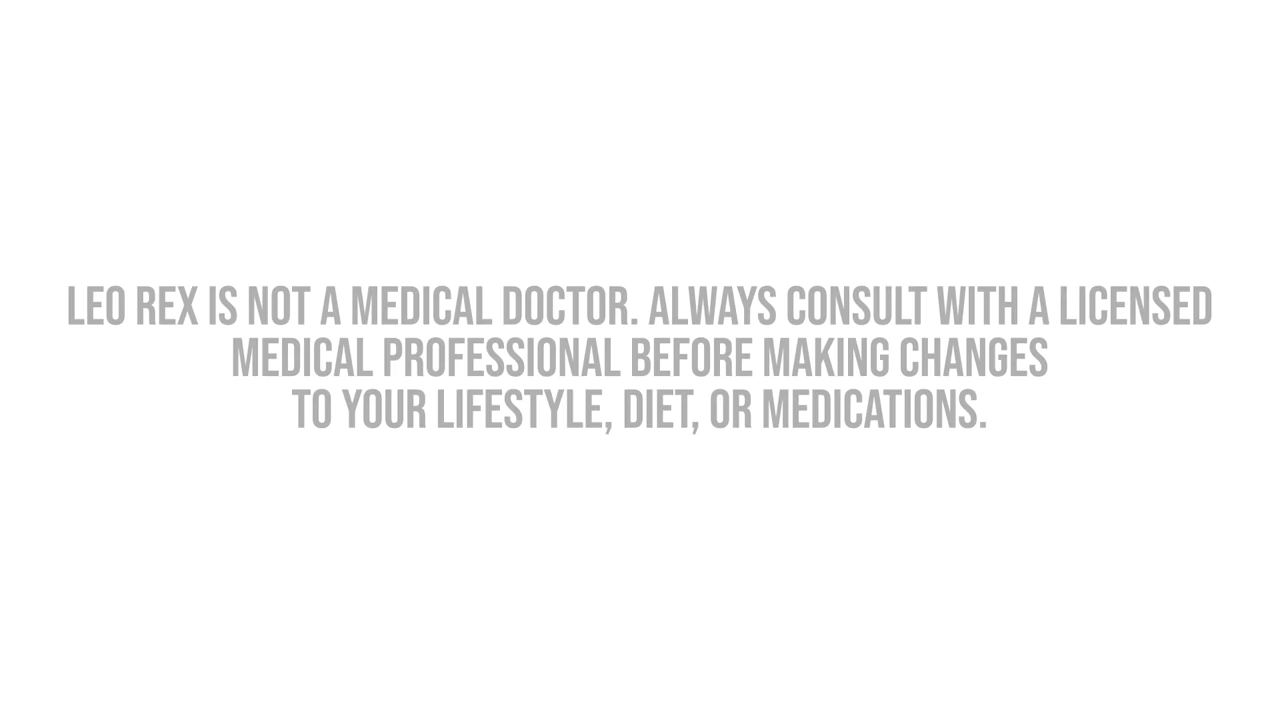 LEO REX IS NOT A MEDICAL DOCTOR. ALWAYS CONSULT WITH A LICENSED
MEDICAL PROFESSIONAL BEFORE MAKING CHANGES
TO YOUR LIFESTYLE, DIET, OR MEDICATIONS.